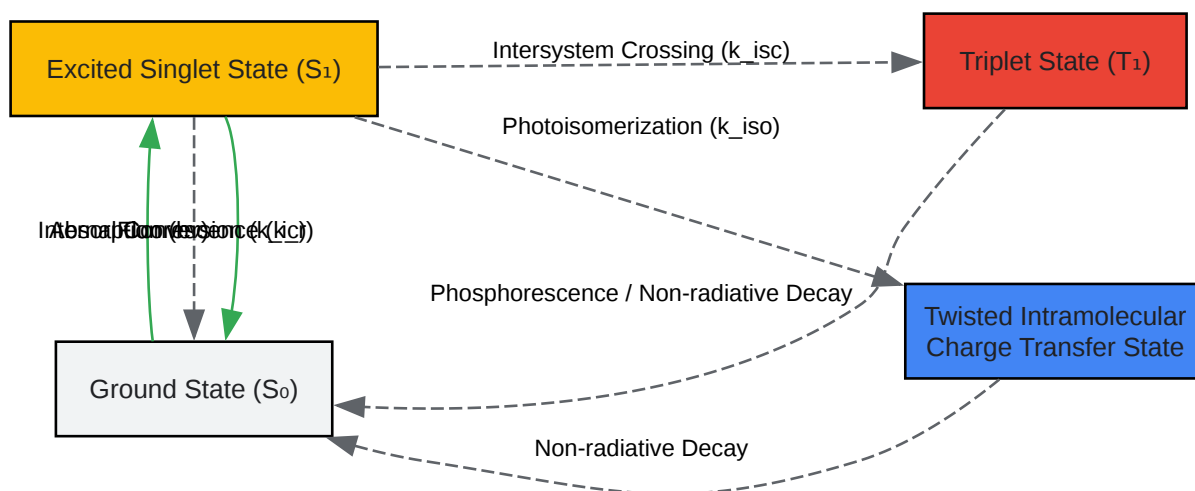 Excited Singlet State (S₁)
Intersystem Crossing (k_isc)
Triplet State (T₁)
Photoisomerization (k_iso)
Phosphorescence / Non-radiative Decay
Twisted Intramolecular
Charge Transfer State
Ground State (S₀)
Non-radiative Decay